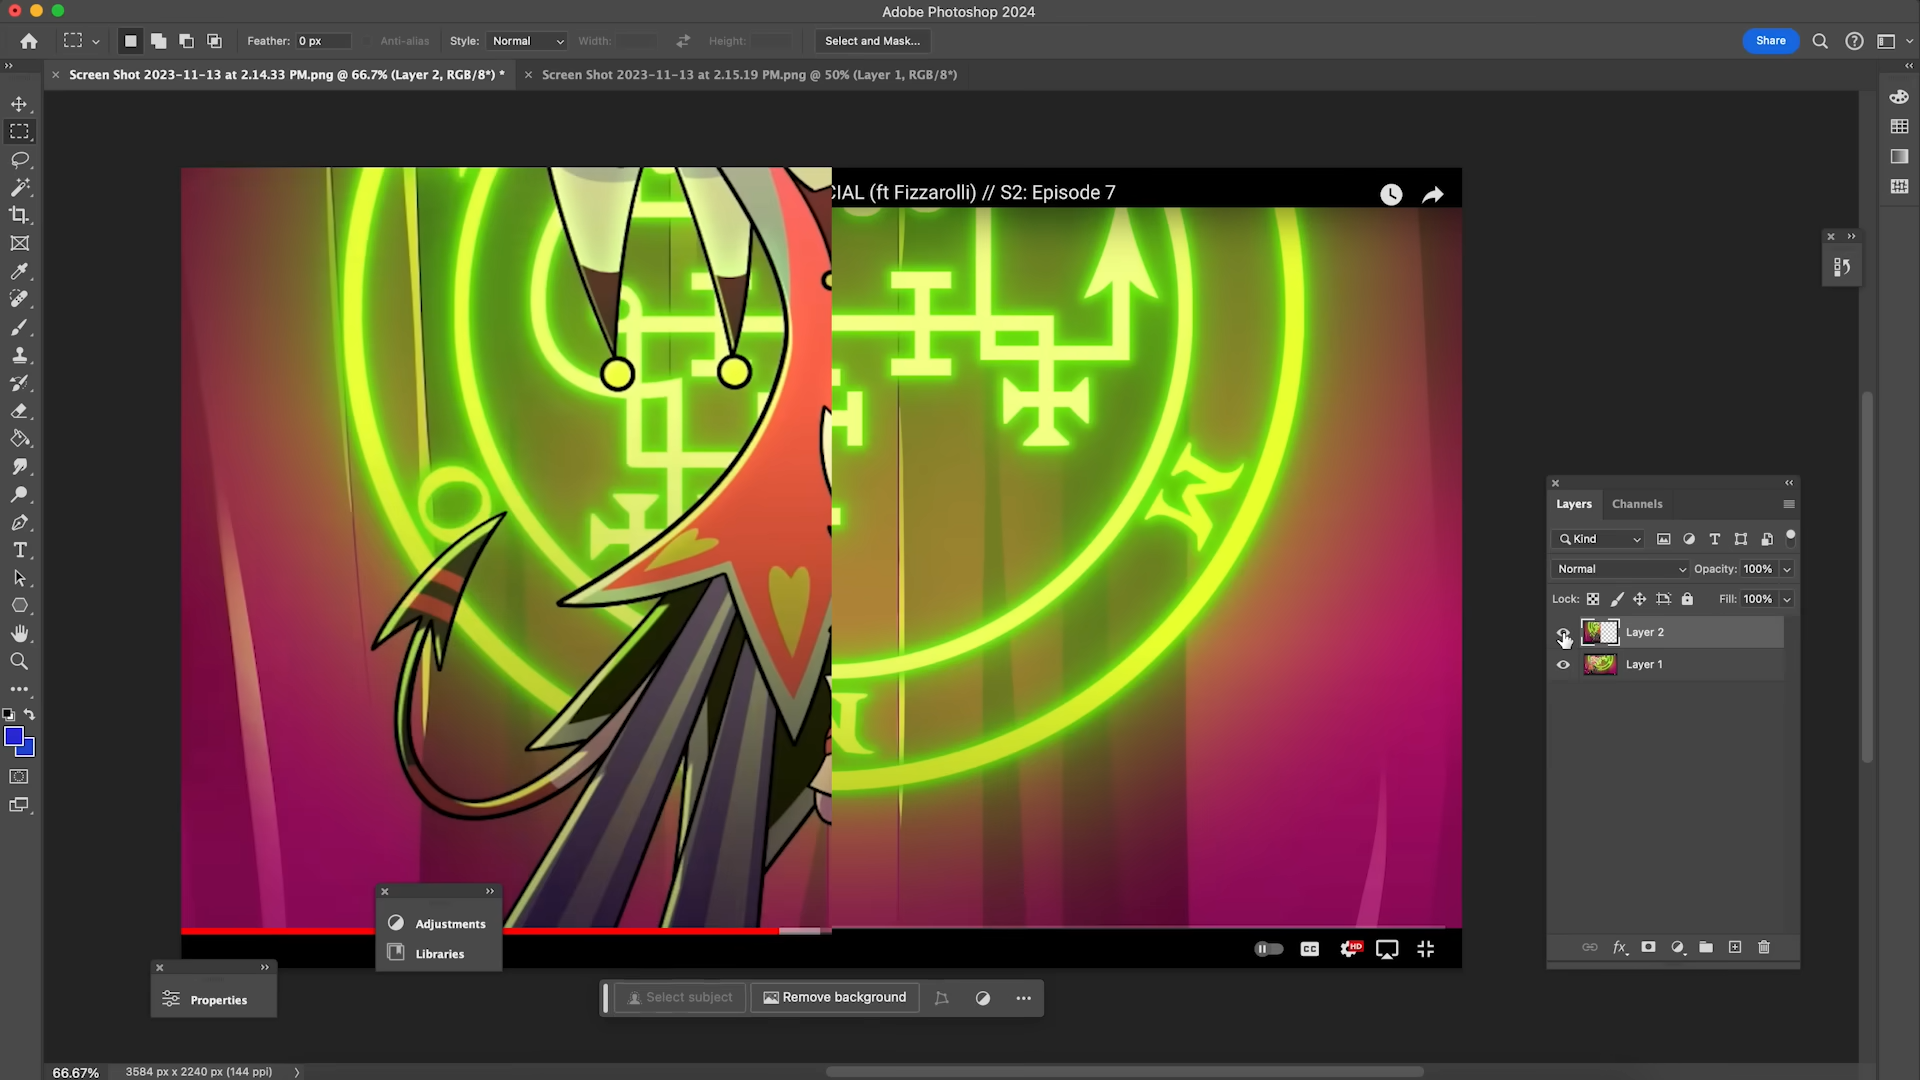 Adobe Photoshop 2024
Feather: 0 px
Anti-alias
Style: Normal
Width:
Height:
Select and Mask...
Share
Screen Shot 2023-11-13 at 2.14.33 PM.png @ 66.7% (Layer 2, RGB/8*) *
Screen Shot 2023-11-13 at 2.15.19 PM.png @ 50% (Layer 1, RGB/8*)
CIAL (ft Fizzarolli) // S2: Episode 7
O
M
N
Layers
Channels
Kind
Normal
Opacity: 100%
Lock:
Fill: 100%
Layer 2
Layer 1
fx
Adjustments
Libraries
CC
HD
Properties
Select subject
Remove background
66.67%
3584 px x 2240 px (144 ppi)